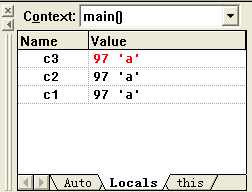 Context: main()
Name Value
c3 97 'a'
c2 97 'a'
c1 97 'a'
Auto Locals this